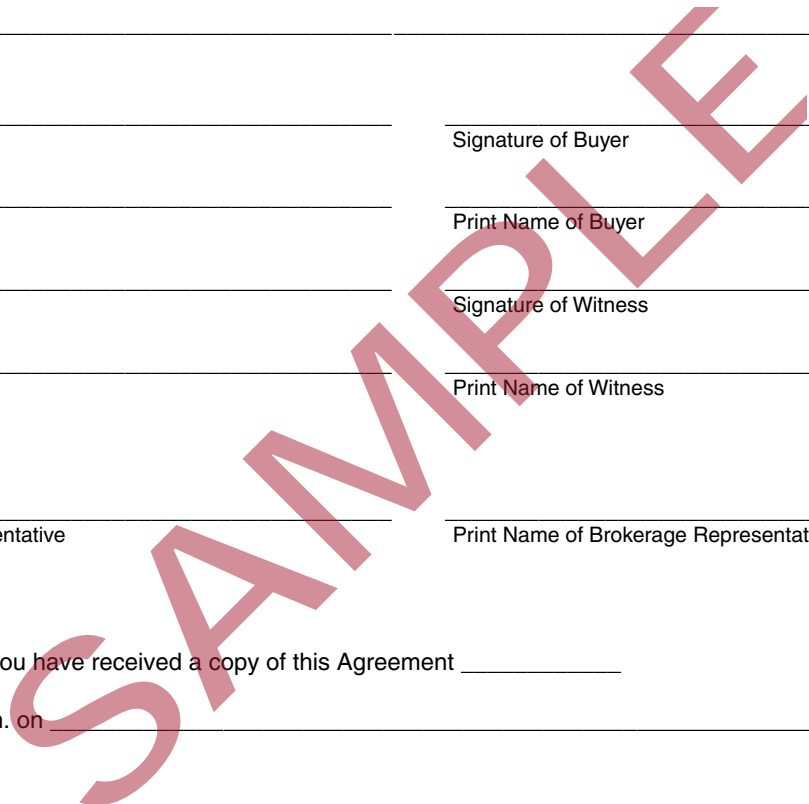 Signature of Buyer
Print Name of Buyer
Signature of Witness
Print Name of Witness
entative Print Name of Brokerage Representat
ou have received a copy of this Agreement ____________
. on ____________
SAMPLE